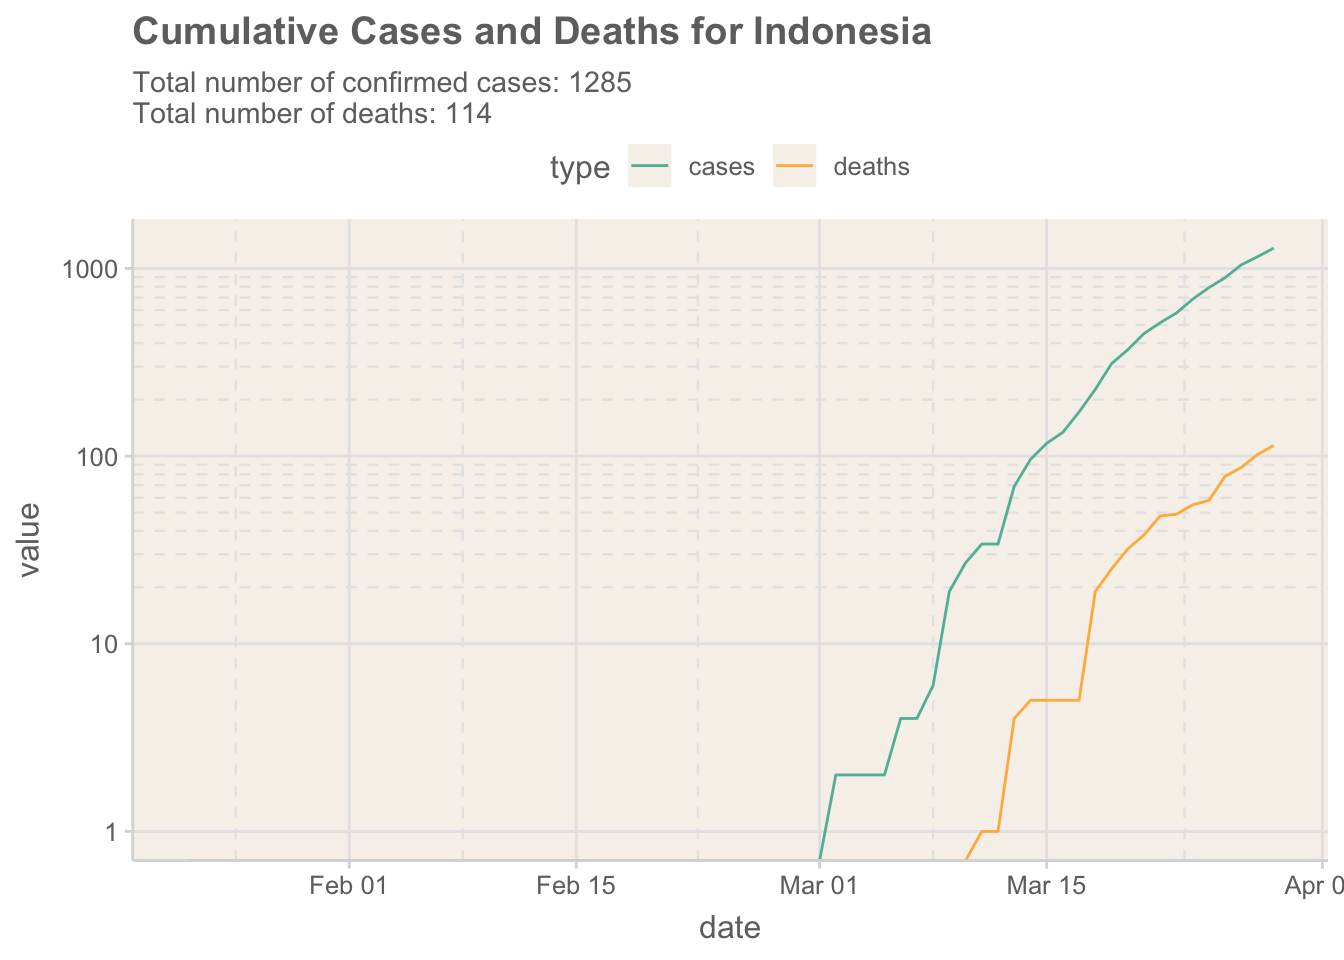 Cumulative Cases and Deaths for Indonesia
Total number of confirmed cases: 1285
Total number of deaths: 114
type cases deaths
1000
100
10
1
value
Feb 01 Feb 15 Mar 01 Mar 15 Apr 0
date